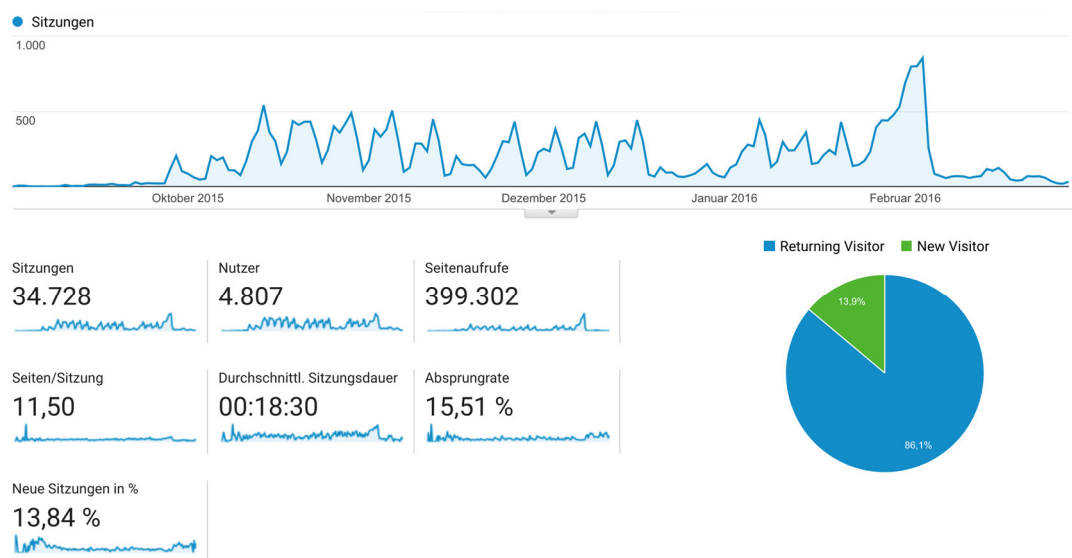 Sitzungen
1.000
500
Oktober 2015 November 2015 Dezember 2015 Januar 2016 Februar 2016
Returning Visitor New Visitor
Sitzungen Nutzer Seitenaufrufe
34.728 4.807 399.302
13,9%
Seiten/Sitzung Durchschnittl. Sitzungsdauer Absprungrate
11,50 00:18:30 15,51 %
86,1%
Neue Sitzungen in %
13,84 %